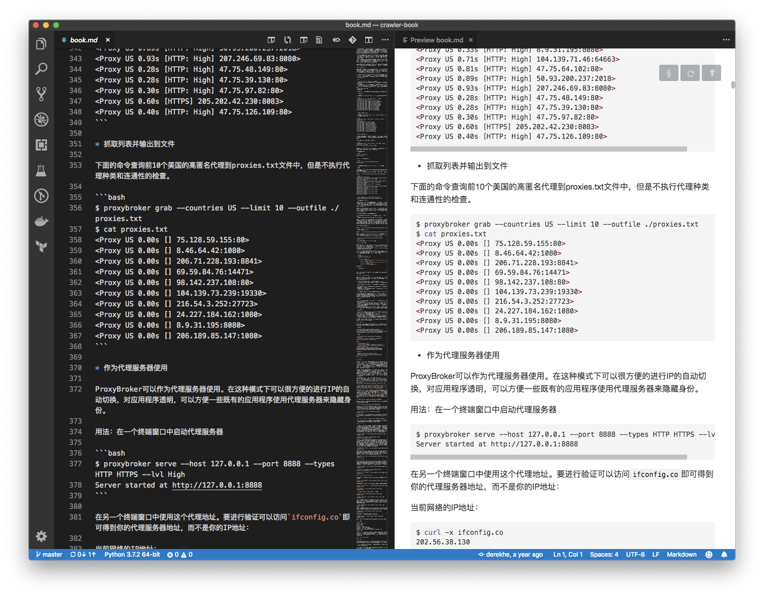 book.md — crawler-book
book.md ×
342 <Proxy US 0.89s [HTTP: High] 50.93.200.237:2018>
343 <Proxy US 0.93s [HTTP: High] 207.246.69.83:8080>
344 <Proxy US 0.28s [HTTP: High] 47.75.48.149:80>
345 <Proxy US 0.28s [HTTP: High] 47.75.39.130:80>
346 <Proxy US 0.30s [HTTP: High] 47.75.97.82:80>
347 <Proxy US 0.60s [HTTPS] 205.202.42.230:8083>
348 <Proxy US 0.40s [HTTP: High] 47.75.126.109:80>
349 ```
350
351 * 抓取列表并输出到文件
352
353 下面的命令查询前10个美国的高匿名代理到proxies.txt文件中，但是不执行代
理种类和连通性的检查。
354
355 ```bash
356 $ proxybroker grab --countries US --limit 10 --outfile ./
proxies.txt
357 $ cat proxies.txt
358 <Proxy US 0.00s [] 75.128.59.155:80>
359 <Proxy US 0.00s [] 8.46.64.42:1080>
360 <Proxy US 0.00s [] 206.71.228.193:8841>
361 <Proxy US 0.00s [] 69.59.84.76:14471>
362 <Proxy US 0.00s [] 98.142.237.108:80>
363 <Proxy US 0.00s [] 104.139.73.239:19330>
364 <Proxy US 0.00s [] 216.54.3.252:27723>
365 <Proxy US 0.00s [] 24.227.184.162:1080>
366 <Proxy US 0.00s [] 8.9.31.195:8080>
367 <Proxy US 0.00s [] 206.189.85.147:1080>
368 ```
369
370 * 作为代理服务器使用
371
372 ProxyBroker可以作为代理服务器使用。在这种模式下可以很方便的进行IP的自
动切换，对应用程序透明，可以方便一些既有的应用程序使用代理服务器来隐藏身
份。
373
374 用法：在一个终端窗口中启动代理服务器
375
376 ```bash
377 $ proxybroker serve --host 127.0.0.1 --port 8888 --types
HTTP HTTPS --lvl High
378 Server started at http://127.0.0.1:8888
379 ```
380
381 在另一个终端窗口中使用这个代理地址。要进行验证可以访问`ifconfig.co`即
可得到你的代理服务器地址，而不是你的IP地址：
382
383 当前网络的IP地址：
Preview book.md ×
<Proxy US 0.33s [HTTP: High] 8.9.31.195:8080>
<Proxy US 0.71s [HTTP: High] 104.139.71.46:64663>
<Proxy US 0.81s [HTTP: High] 47.75.64.102:80>
<Proxy US 0.89s [HTTP: High] 50.93.200.237:2018>
<Proxy US 0.93s [HTTP: High] 207.246.69.83:8080>
<Proxy US 0.28s [HTTP: High] 47.75.48.149:80>
<Proxy US 0.28s [HTTP: High] 47.75.39.130:80>
<Proxy US 0.30s [HTTP: High] 47.75.97.82:80>
<Proxy US 0.60s [HTTPS] 205.202.42.230:8083>
<Proxy US 0.40s [HTTP: High] 47.75.126.109:80>
• 抓取列表并输出到文件
下面的命令查询前10个美国的高匿名代理到proxies.txt文件中，但是不执行代理种类
和连通性的检查。
$ proxybroker grab --countries US --limit 10 --outfile ./proxies.txt
$ cat proxies.txt
<Proxy US 0.00s [] 75.128.59.155:80>
<Proxy US 0.00s [] 8.46.64.42:1080>
<Proxy US 0.00s [] 206.71.228.193:8841>
<Proxy US 0.00s [] 69.59.84.76:14471>
<Proxy US 0.00s [] 98.142.237.108:80>
<Proxy US 0.00s [] 104.139.73.239:19330>
<Proxy US 0.00s [] 216.54.3.252:27723>
<Proxy US 0.00s [] 24.227.184.162:1080>
<Proxy US 0.00s [] 8.9.31.195:8080>
<Proxy US 0.00s [] 206.189.85.147:1080>
• 作为代理服务器使用
ProxyBroker可以作为代理服务器使用。在这种模式下可以很方便的进行IP的自动切
换，对应用程序透明，可以方便一些既有的应用程序使用代理服务器来隐藏身份。
用法：在一个终端窗口中启动代理服务器
$ proxybroker serve --host 127.0.0.1 --port 8888 --types HTTP HTTPS --lv
Server started at http://127.0.0.1:8888
在另一个终端窗口中使用这个代理地址。要进行验证可以访问 ifconfig.co 即可得到
你的代理服务器地址，而不是你的IP地址：
当前网络的IP地址：
$ curl -x ifconfig.co
202.56.38.130
master 0↓ 1↑ Python 3.7.2 64-bit 0 0 derekhe, a year ago Ln 1, Col 1 Spaces: 4 UTF-8 LF Markdown